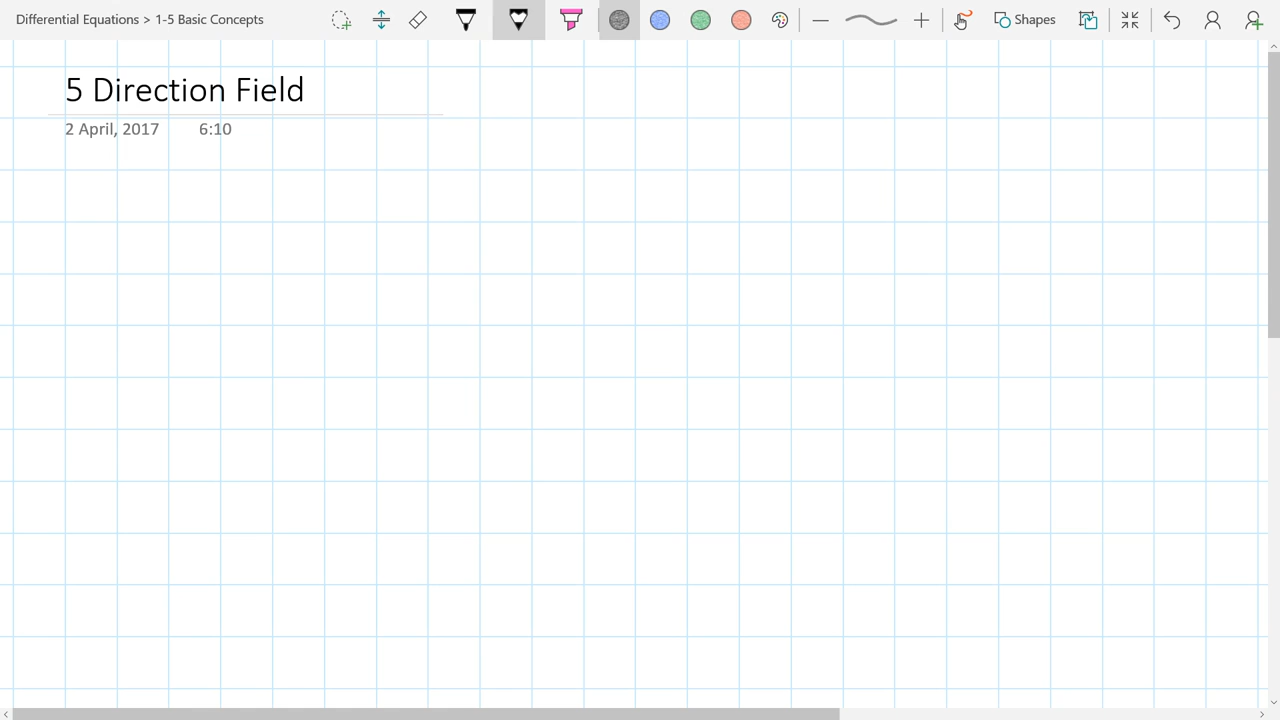 Differential Equations > 1-5 Basic Concepts
Shapes
5 Direction Field
2 April, 2017 6:10